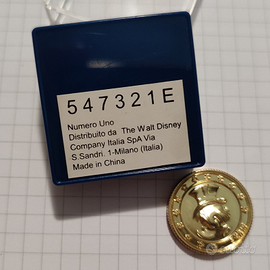 547321E
Numero Uno
Distribuito da The Walt Disney
Company Italia SpA Via
S.Sandri. 1-Milano (Italia)
Made in China